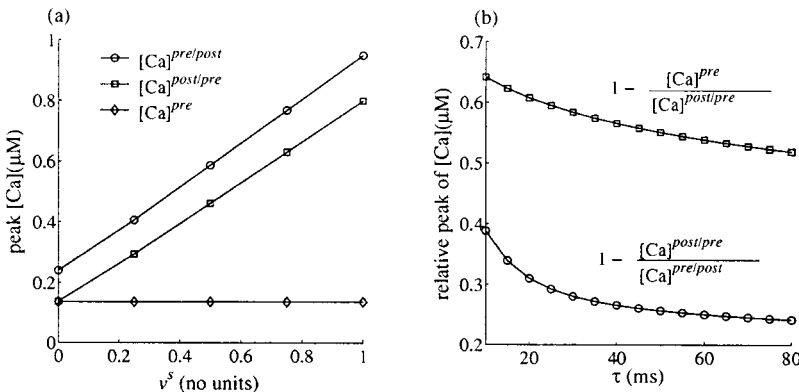 (a)
peak [Ca](μM)
1
0.8
0.6
0.4
0.2
0
[Ca]^{pre/post}
[Ca]^{post/pre}
[Ca]^{pre}
0 0.2 0.4 0.6 0.8 1
v^s (no units)
(b)
relative peak of [Ca](μM)
0.7
0.6
0.5
0.4
0.3
0.2
1 - [Ca]^{pre}
[Ca]^{post/pre}
1 - [Ca]^{post/pre}
[Ca]^{pre/post}
20 40 60 80
τ (ms)